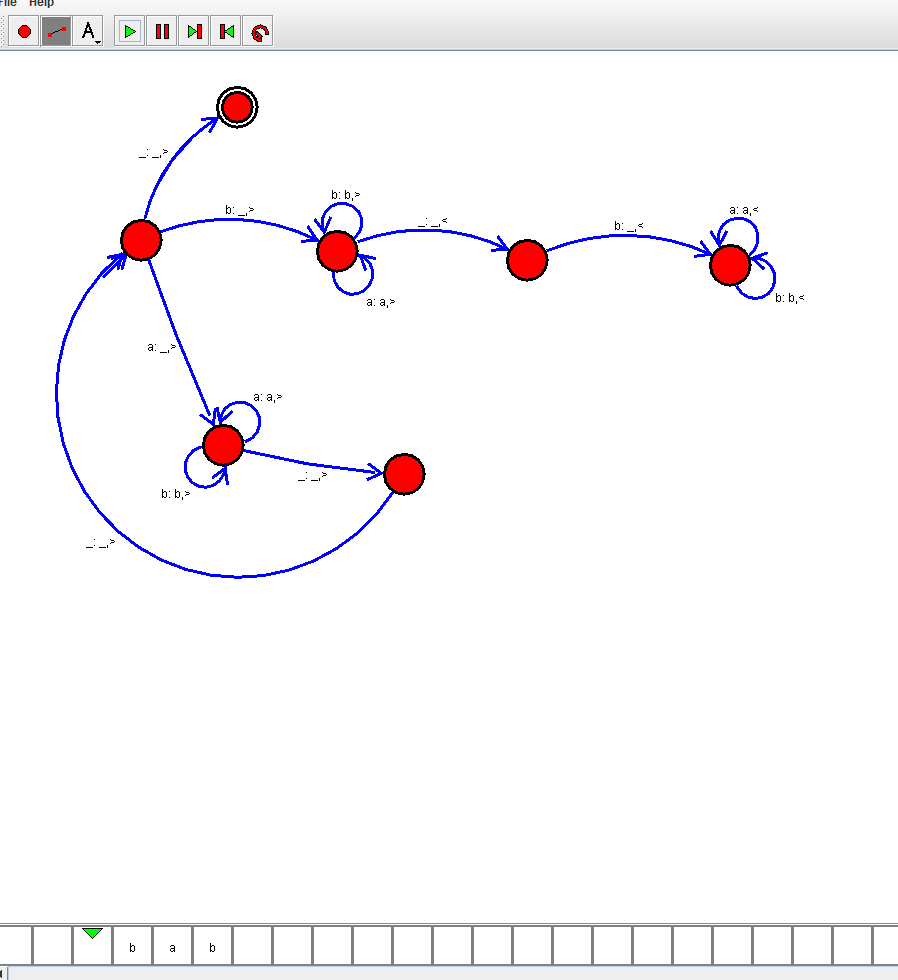 File Help
A
_: _,>
b: _,>
b: b,>
a: a,>
_: _,<
b: _,<
a: a,<
b: b,<
a: _,>
a: a,>
b: b,>
_: _,>
_: _,>
b a b